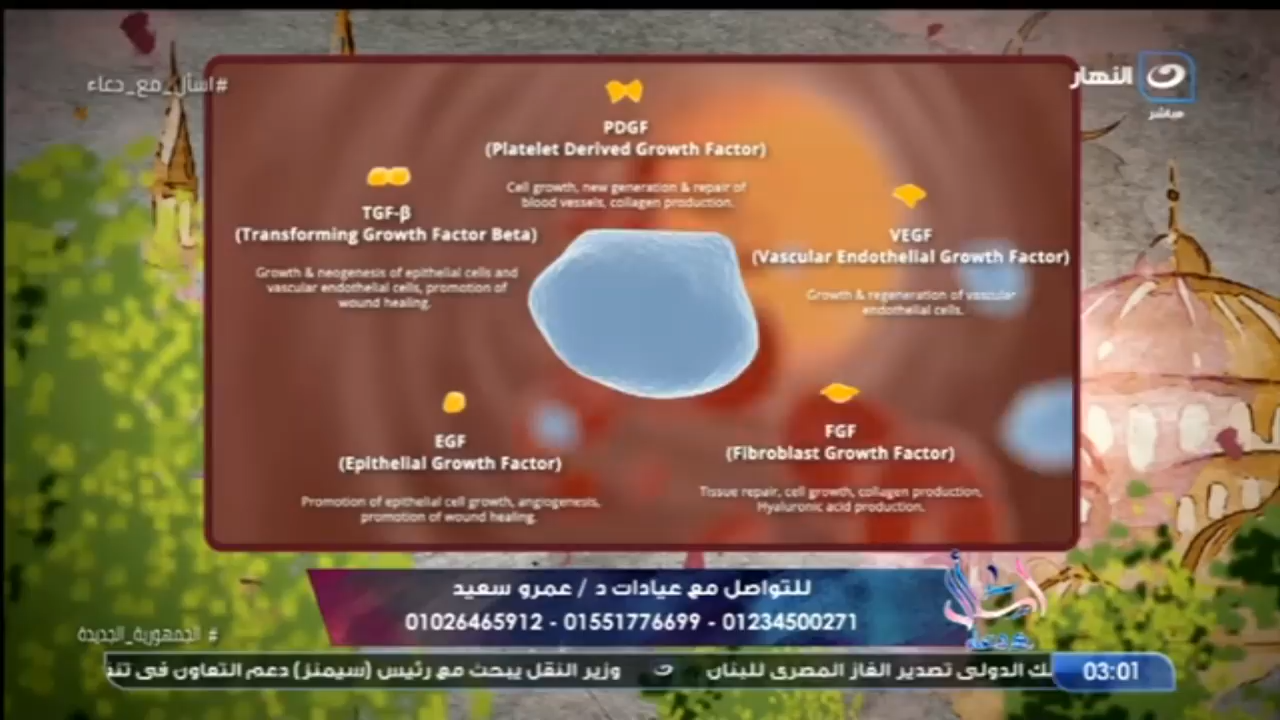 #اسأل_مع_دعاء
النهار
مباشر
PDGF
(Platelet Derived Growth Factor)
Cell growth, new generation & repair of
blood vessels, collagen production.
TGF-β
(Transforming Growth Factor Beta)
Growth & neogenesis of epithelial cells and
vascular endothelial cells, promotion of
wound healing.
VEGF
(Vascular Endothelial Growth Factor)
Growth & regeneration of vascular
endothelial cells.
EGF
(Epithelial Growth Factor)
Promotion of epithelial cell growth, angiogenesis,
promotion of wound healing.
FGF
(Fibroblast Growth Factor)
Tissue repair, cell growth, collagen production,
Hyaluronic acid production.
للتواصل مع عيادات د / عمرو سعيد
01026465912 - 01551776699 - 01234500271
اسأل
مع دعاء
# الجمهورية_الجديدة
03:01
نك الدولى تصدير الغاز المصرى للبنان
وزير النقل يبحث مع رئيس (سيمنز) دعم التعاون فى تنف